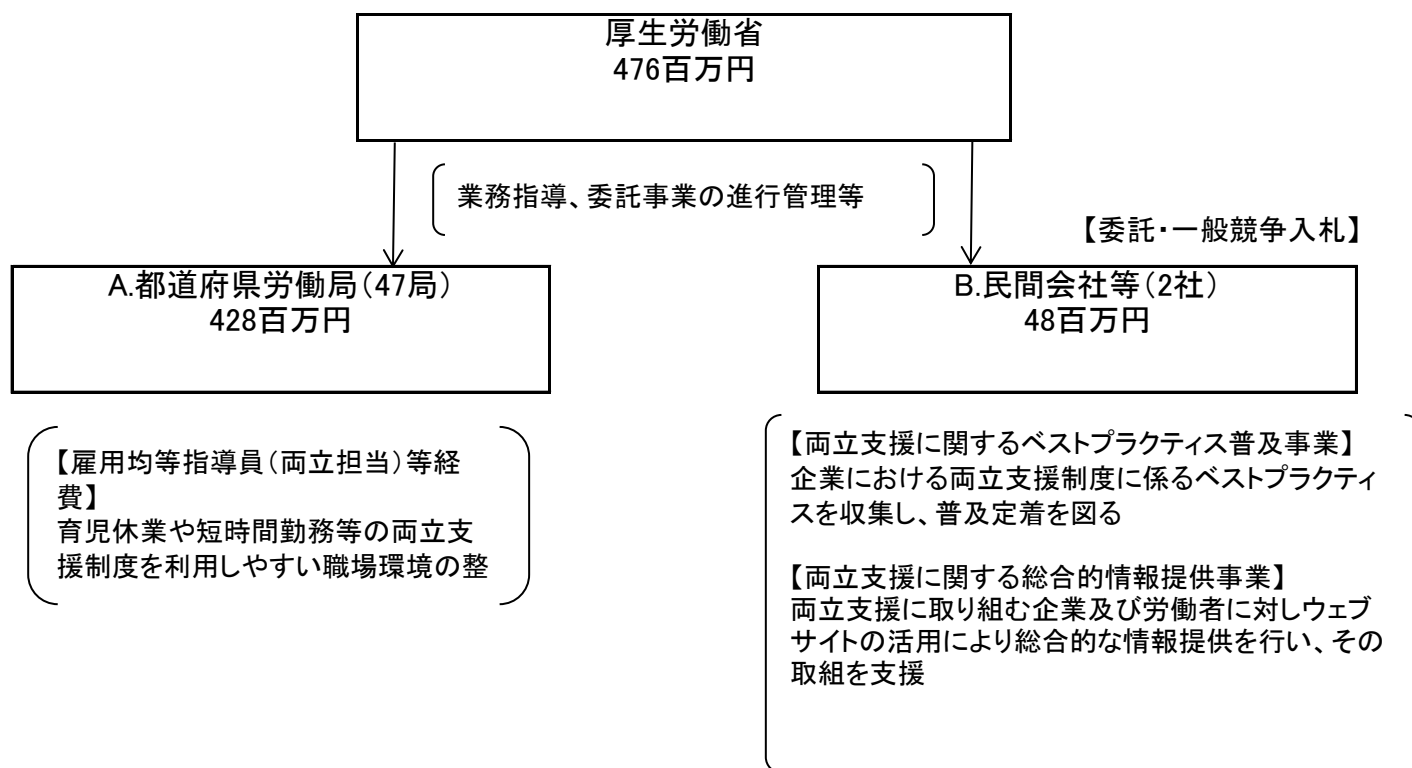 厚生労働省
476百万円
業務指導、委託事業の進行管理等
【委託・一般競争入札】
A.都道府県労働局(47局)
428百万円
B.民間会社等(2社)
48百万円
【雇用均等指導員(両立担当)等経
費】
育児休業や短時間勤務等の両立支
援制度を利用しやすい職場環境の整
【両立支援に関するベストプラクティス普及事業】
企業における両立支援制度に係るベストプラクティ
スを収集し、普及定着を図る
【両立支援に関する総合的情報提供事業】
両立支援に取り組む企業及び労働者に対しウェブ
サイトの活用により総合的な情報提供を行い、その
取組を支援